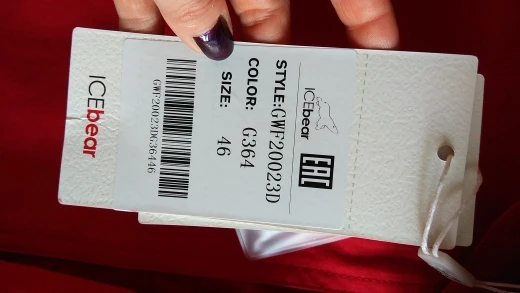 ICEbear
EAC
ICEbear
STYLE:GWF20023D
COLOR: G364
SIZE: 46
GWF20023DG36446